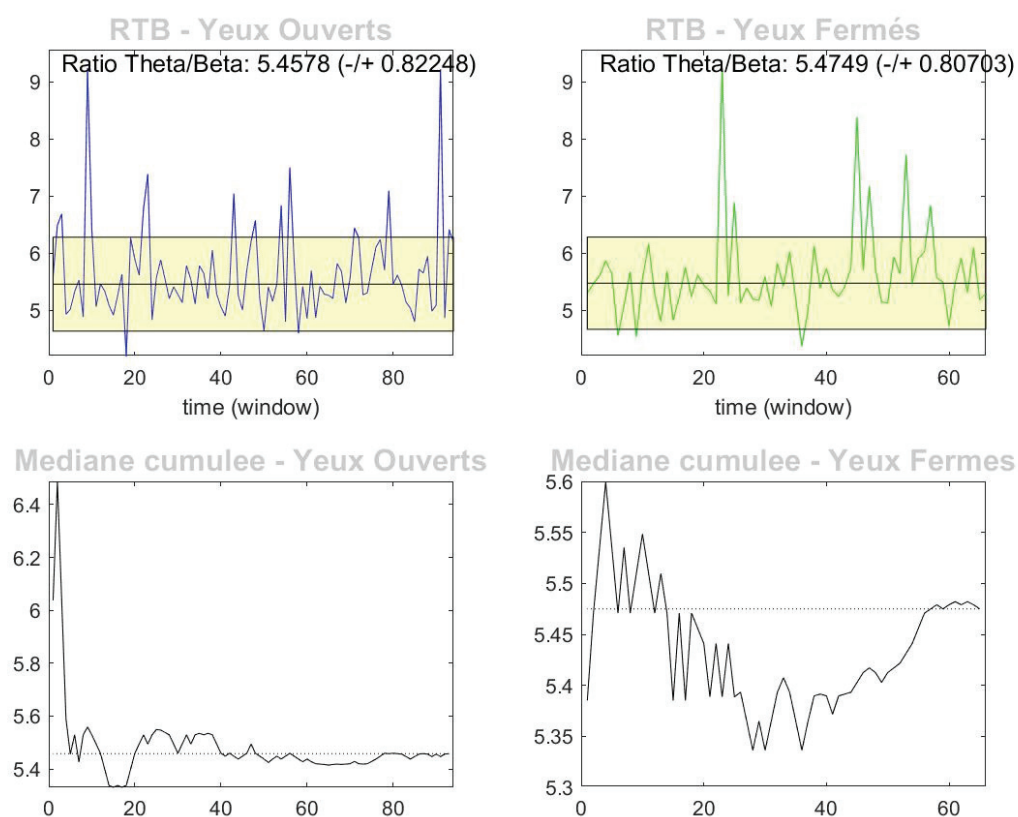 RTB - Yeux Ouverts
Ratio Theta/Beta: 5.4578 (-/+ 0.82248)
9
8
7
6
5
0 20 40 60 80
time (window)
RTB - Yeux Fermés
Ratio Theta/Beta: 5.4749 (-/+ 0.80703)
9
8
7
6
5
0 20 40 60
time (window)
Mediane cumulee - Yeux Ouverts
6.4
6.2
6
5.8
5.6
5.4
0 20 40 60 80
Mediane cumulee - Yeux Fermes
5.6
5.55
5.5
5.45
5.4
5.35
5.3
0 20 40 60